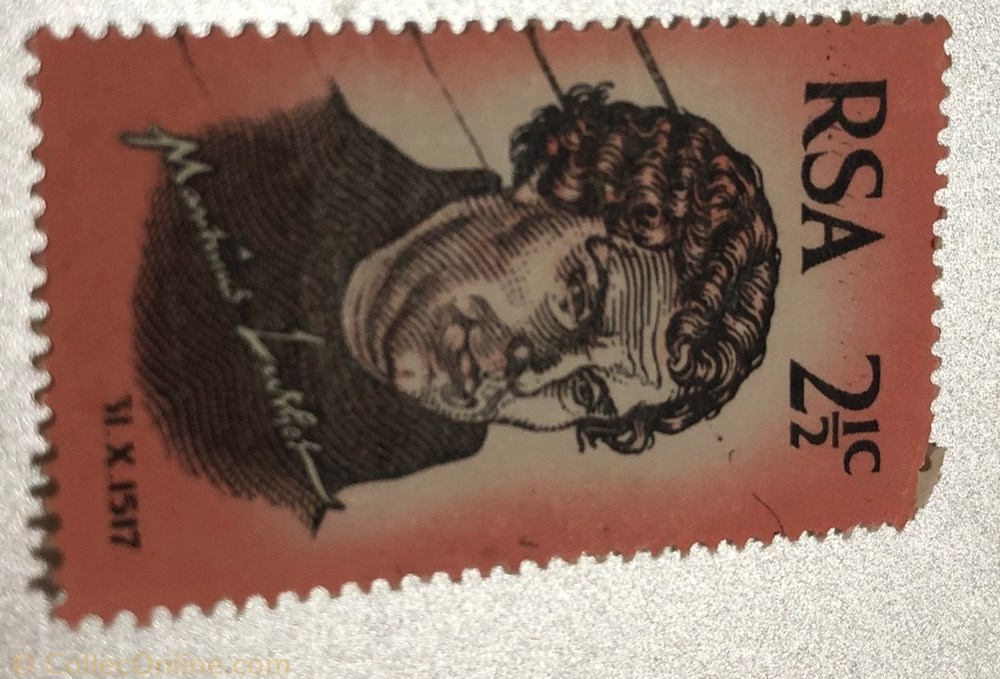 RSA 2½c
Martinus Luther
31.X.1517
© CollecOnline.com